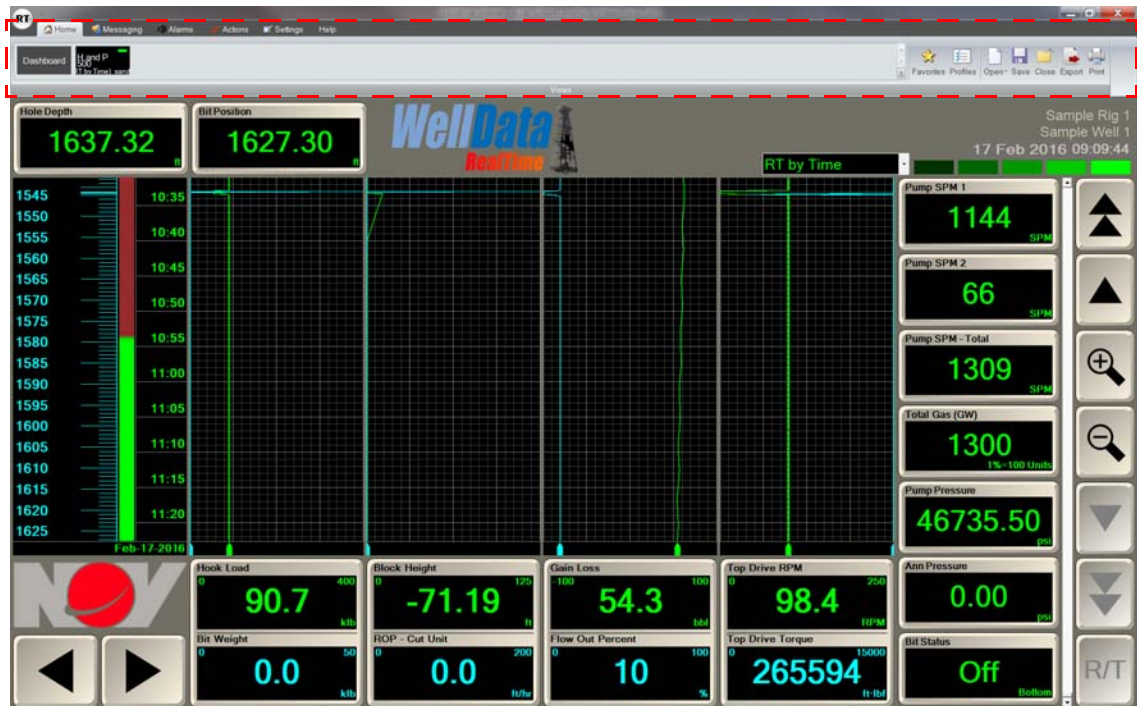 RT
Home Messaging Alarms Actions Settings Help
Dashboard
H and P
500
Favorites Profiles Open Save Close Export Print
Views
Hole Depth
1637.32
ft
Bit Position
1627.30
ft
WellData
RealTime
Sample Rig 1
Sample Well 1
17 Feb 2016 09:09:44
RT by Time
1545
1550
1555
1560
1565
1570
1575
1580
1585
1590
1595
1600
1605
1610
1615
1620
1625
10:35
10:40
10:45
10:50
10:55
11:00
11:05
11:10
11:15
11:20
Feb-17-2016
Pump SPM 1
1144
SPM
Pump SPM 2
66
SPM
Pump SPM - Total
1309
SPM
Total Gas (GW)
1300
1%=100 Units
Pump Pressure
46735.50
psi
Ann Pressure
0.00
psi
Bit Status
Off
Bottom
R/T
NOV
Hook Load
0 400
90.7
klb
Bit Weight
0 50
0.0
klb
Block Height
0 125
-71.19
ft
ROP - Cut Unit
0 200
0.0
ft/hr
Gain Loss
-100 100
54.3
bbl
Flow Out Percent
0 100
10
%
Top Drive RPM
0 250
98.4
RPM
Top Drive Torque
0 15000
265594
ft-lbf